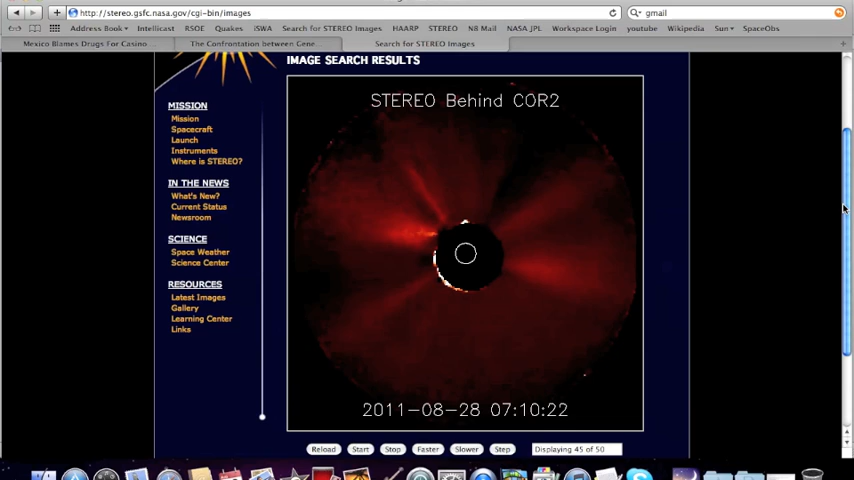 http://stereo.gsfc.nasa.gov/cgi-bin/images
gmail
Address Book Intellicast RSOE Quakes iSWA Search for STEREO Images HAARP STEREO N8 Mail NASA JPL Workspace Login youtube Wikipedia Sun SpaceObs
Mexico Blames Drugs For Casino ... The Confrontation between Gene... Search for STEREO Images
IMAGE SEARCH RESULTS
MISSION
Mission
Spacecraft
Launch
Instruments
Where is STEREO?
IN THE NEWS
What's New?
Current Status
Newsroom
SCIENCE
Space Weather
Science Center
RESOURCES
Latest Images
Gallery
Learning Center
Links
STEREO Behind COR2
2011-08-28 07:10:22
Reload Start Stop Faster Slower Step Displaying 45 of 50